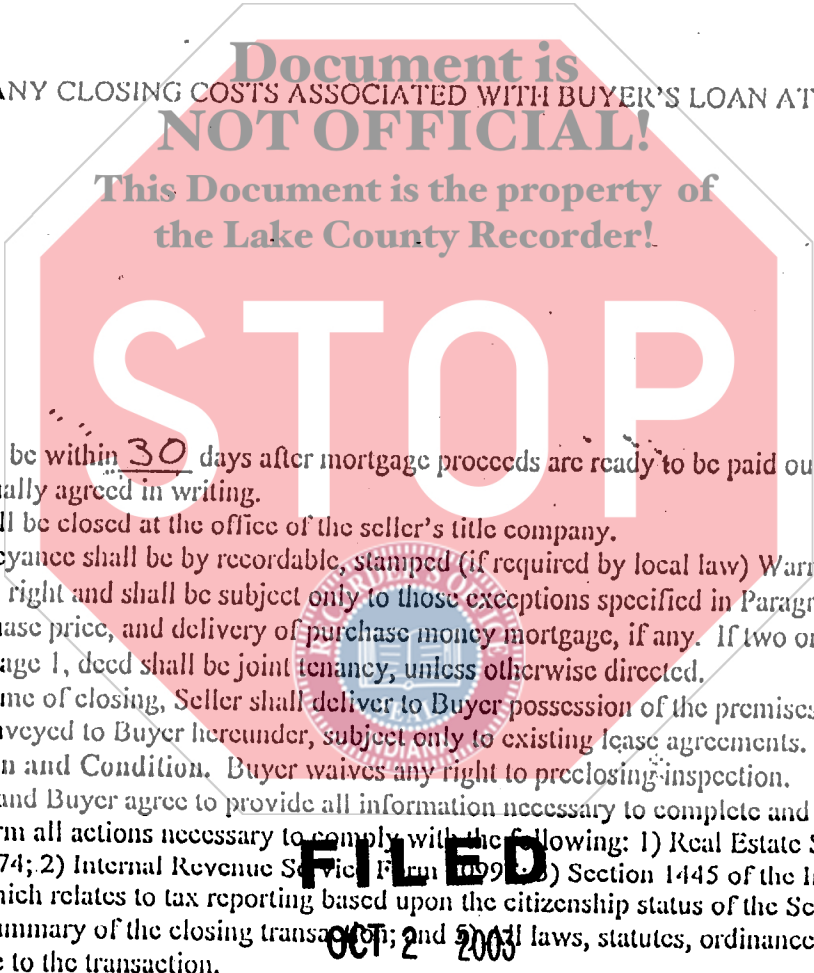 Document is
ANY CLOSING COSTS ASSOCIATED WITH BUYER'S LOAN AT
NOT OFFICIAL!
This Document is the property of
the Lake County Recorder!
STOP
be within 30 days after mortgage proceeds are ready to be paid ou
ually agreed in writing.
ll be closed at the office of the seller's title company.
eyance shall be by recordable, stamped (if required by local law) Warr
right and shall be subject only to those exceptions specified in Paragr
hase price, and delivery of purchase money mortgage, if any. If two or
age 1, deed shall be joint tenancy, unless otherwise directed.
me of closing, Seller shall deliver to Buyer possession of the premises
nveyed to Buyer hereunder, subject only to existing lease agreements.
n and Condition. Buyer waives any right to preclosing inspection.
and Buyer agree to provide all information necessary to complete and
rm all actions necessary to comply with the following: 1) Real Estate S
74; 2) Internal Revenue Service Form 1099; 3) Section 1445 of the I
hich relates to tax reporting based upon the citizenship status of the Se
ummary of the closing transaction; and 5) all laws, statutes, ordinance
e to the transaction.
FILED
OCT 2 2003
RECORDER'S OFFICE